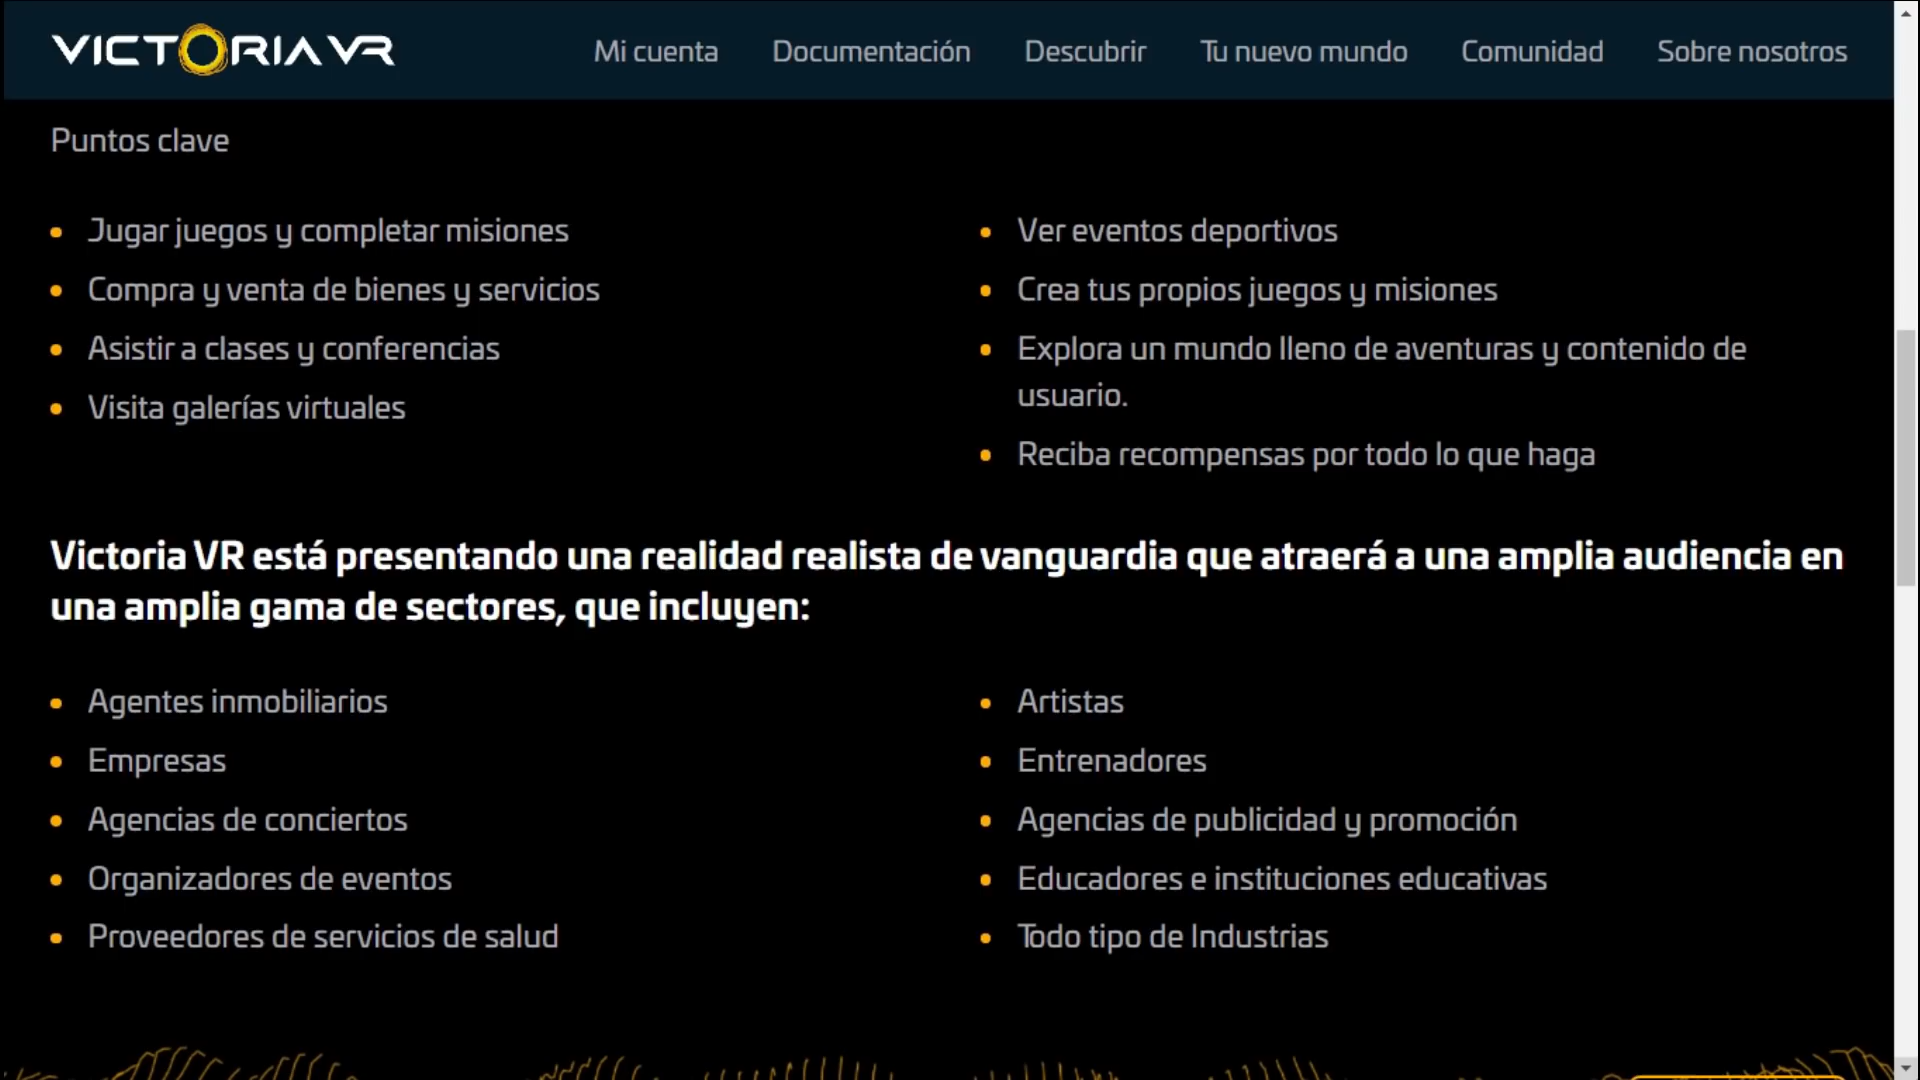 VICTORIA VR
Mi cuenta
Documentación
Descubrir
Tu nuevo mundo
Comunidad
Sobre nosotros
Puntos clave
Jugar juegos y completar misiones
Compra y venta de bienes y servicios
Asistir a clases y conferencias
Visita galerías virtuales
Ver eventos deportivos
Crea tus propios juegos y misiones
Explora un mundo lleno de aventuras y contenido de
usuario.
Reciba recompensas por todo lo que haga
Victoria VR está presentando una realidad realista de vanguardia que atraerá a una amplia audiencia en
una amplia gama de sectores, que incluyen:
Agentes inmobiliarios
Empresas
Agencias de conciertos
Organizadores de eventos
Proveedores de servicios de salud
Artistas
Entrenadores
Agencias de publicidad y promoción
Educadores e instituciones educativas
Todo tipo de Industrias